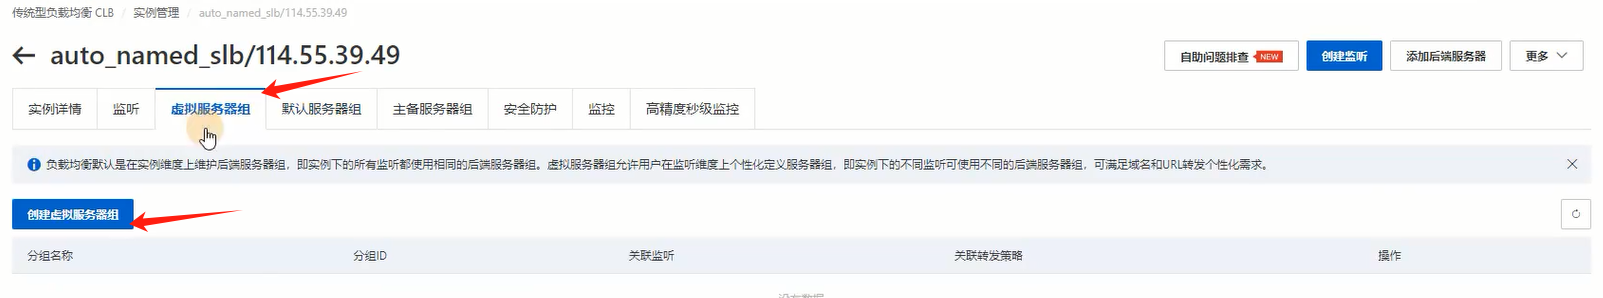 传统型负载均衡 CLB / 实例管理 / auto_named_slb/114.55.39.49
← auto_named_slb/114.55.39.49
自助问题排查 NEW 创建监听 添加后端服务器 更多
实例详情 监听 虚拟服务器组 默认服务器组 主备服务器组 安全防护 监控 高精度秒级监控
负载均衡默认是在实例维度上维护后端服务器组，即实例下的所有监听都使用相同的后端服务器组。虚拟服务器组允许用户在监听维度上个性化定义服务器组，即实例下的不同监听可使用不同的后端服务器组，可满足域名和URL转发个性化需求。
创建虚拟服务器组
分组名称 分组ID 关联监听 关联转发策略 操作